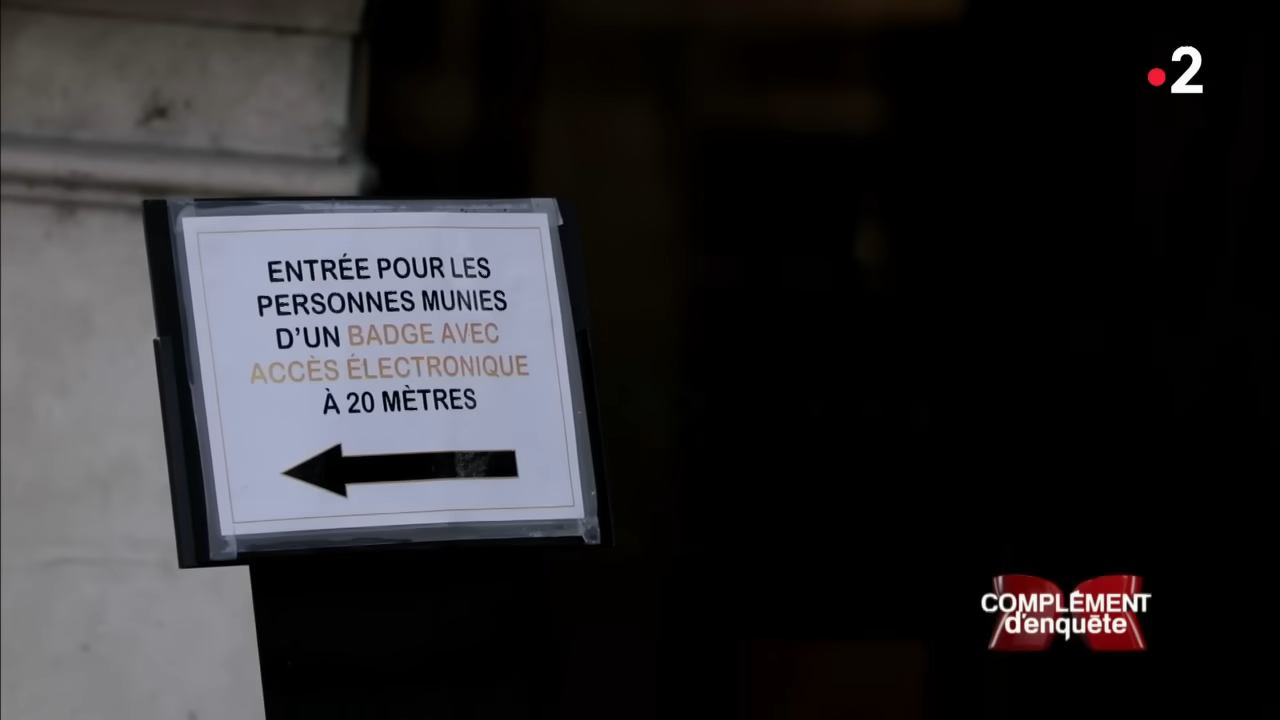 2
ENTRÉE POUR LES
PERSONNES MUNIES
D'UN BADGE AVEC
ACCÈS ÉLECTRONIQUE
À 20 MÈTRES
COMPLÉMENT
d'enquête